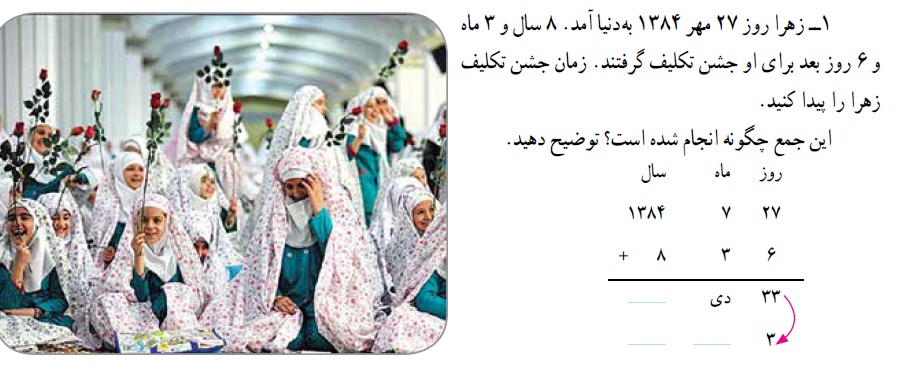 ۱ــ زهرا روز ۲۷ مهر ۱۳۸۴ به‌دنیا آمد. ۸ سال و ۳ ماه
و ۶ روز بعد برای او جشن تکلیف گرفتند. زمان جشن تکلیف
زهرا را پیدا کنید.
این جمع چگونه انجام شده است؟ توضیح دهید.
روز ماه سال
۲۷ ۷ ۱۳۸۴
۶ ۳ ۸ +
۳۳ دی
۳